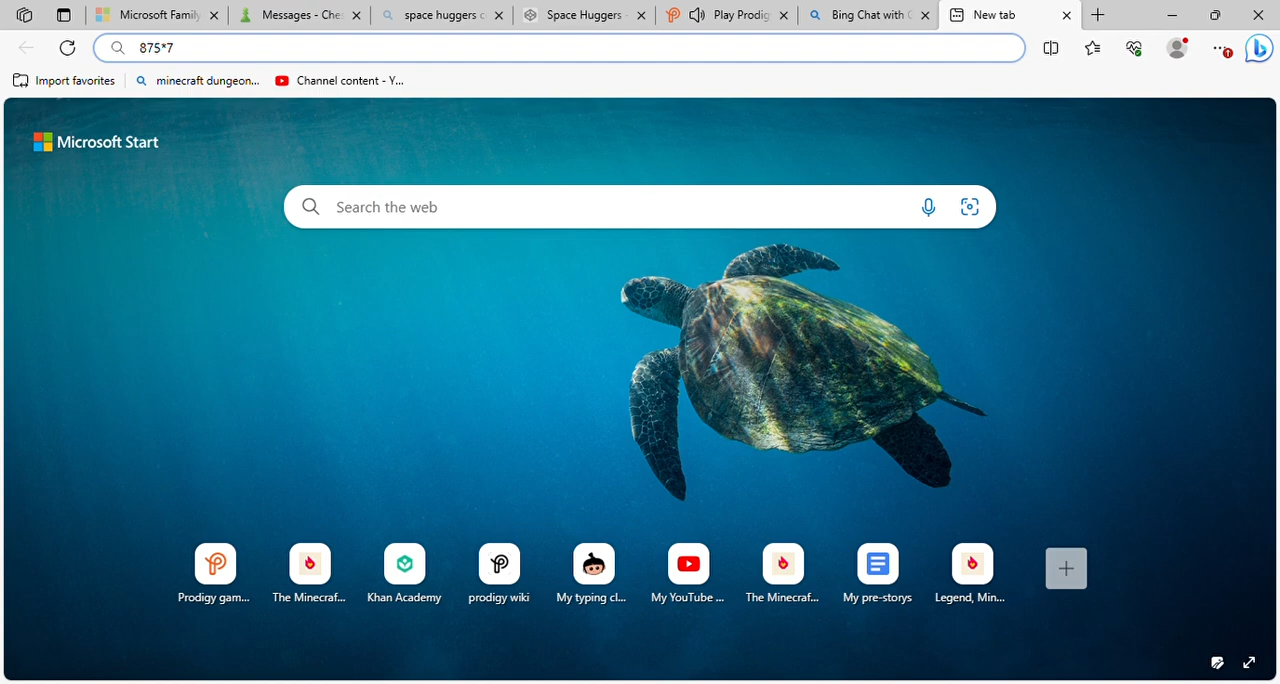 Microsoft Family
Messages - Che
space huggers c
Space Huggers -
Play Prodig
Bing Chat with
New tab
875*7
Import favorites
minecraft dungeon...
Channel content - Y...
Microsoft Start
Search the web
Prodigy gam...
The Minecraf...
Khan Academy
prodigy wiki
My typing cl...
My YouTube ...
The Minecraf...
My pre-storys
Legend, Min...